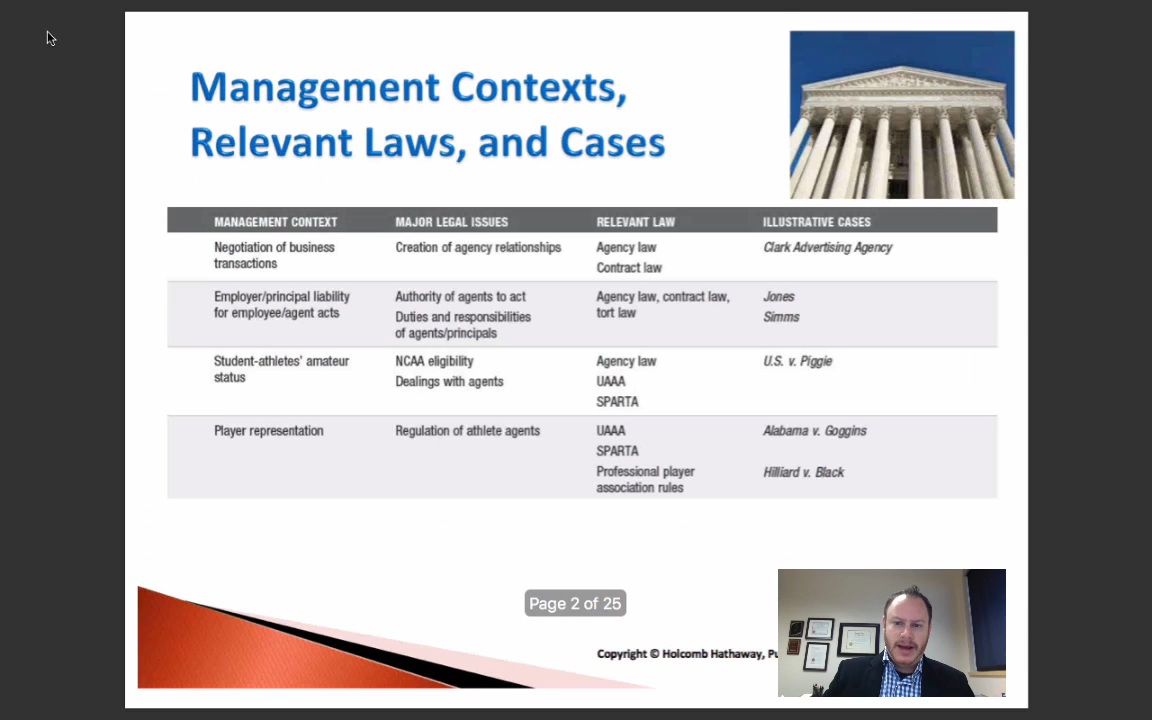 Management Contexts,
Relevant Laws, and Cases
MANAGEMENT CONTEXT MAJOR LEGAL ISSUES RELEVANT LAW ILLUSTRATIVE CASES
Negotiation of business Creation of agency relationships Agency law Clark Advertising Agency
transactions Contract law
Employer/principal liability Authority of agents to act Agency law, contract law, Jones
for employee/agent acts Duties and responsibilities tort law Simms
of agents/principals
Student-athletes’ amateur NCAA eligibility Agency law U.S. v. Piggie
status Dealings with agents UAAA
SPARTA
Player representation Regulation of athlete agents UAAA Alabama v. Goggins
SPARTA
Professional player Hilliard v. Black
association rules
Page 2 of 25
Copyright © Holcomb Hathaway,